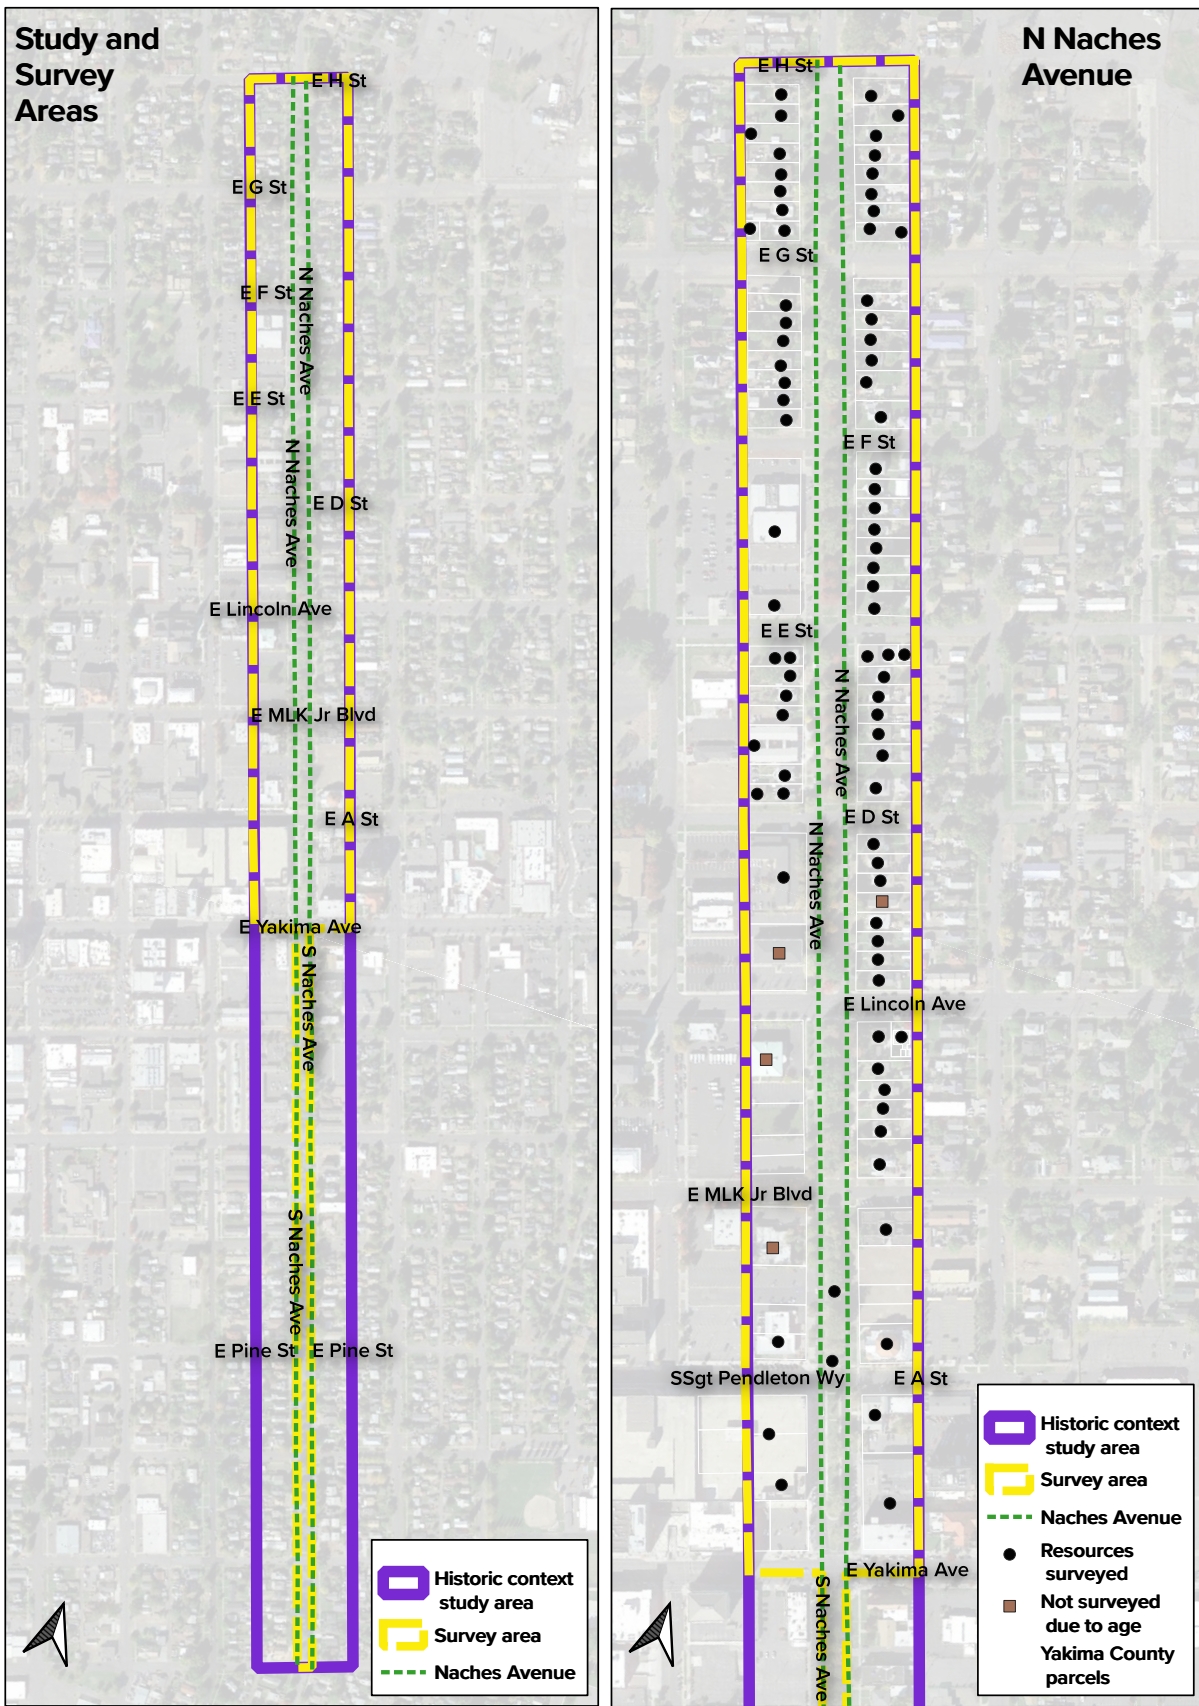 Study and
Survey
Areas
E H St
E G St
E F St
N Naches Ave
E E St
N Naches Ave
E D St
E Lincoln Ave
E MLK Jr Blvd
E A St
E Yakima Ave
S Naches Ave
S Naches Ave
E Pine St
E Pine St
Historic context
study area
Survey area
Naches Avenue
N Naches
Avenue
E H St
E G St
E F St
E E St
N Naches Ave
E D St
N Naches Ave
E Lincoln Ave
E MLK Jr Blvd
SSgt Pendleton Wy
E A St
E Yakima Ave
S Naches Ave
Historic context
study area
Survey area
Naches Avenue
Resources
surveyed
Not surveyed
due to age
Yakima County
parcels